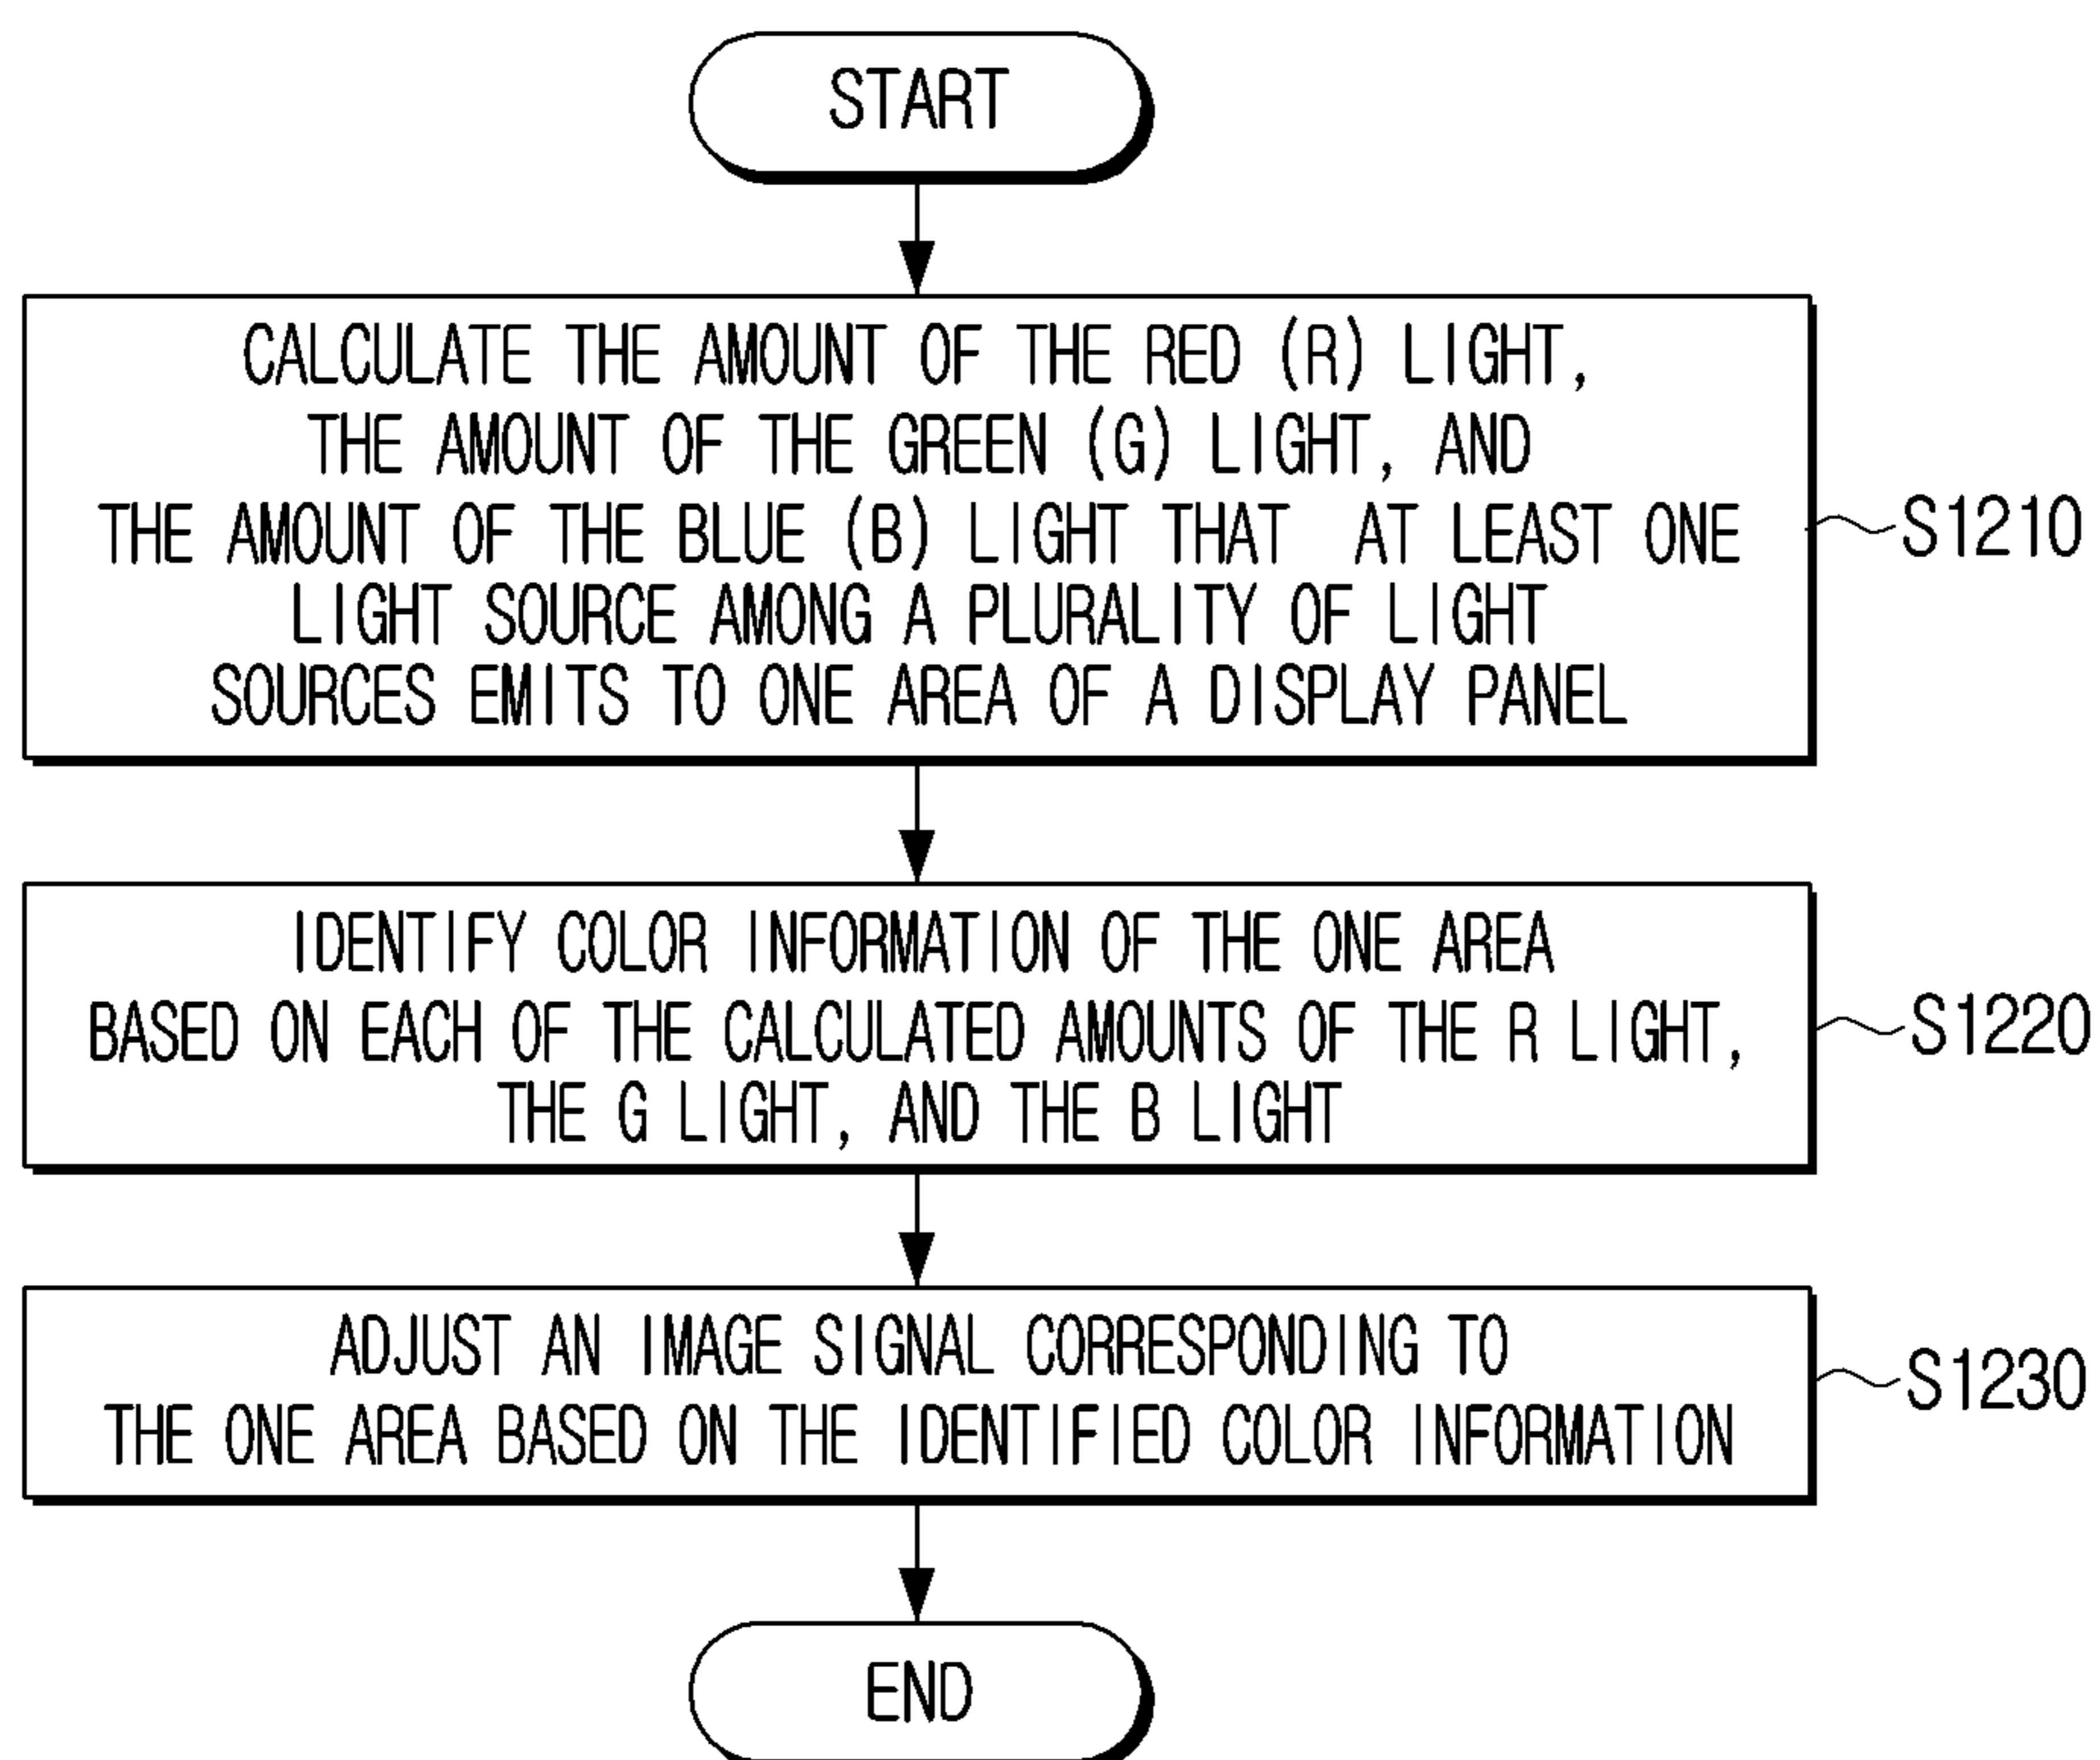 START
CALCULATE THE AMOUNT OF THE RED (R) LIGHT,
THE AMOUNT OF THE GREEN (G) LIGHT, AND
THE AMOUNT OF THE BLUE (B) LIGHT THAT AT LEAST ONE
LIGHT SOURCE AMONG A PLURALITY OF LIGHT
SOURCES EMITS TO ONE AREA OF A DISPLAY PANEL
S1210
IDENTIFY COLOR INFORMATION OF THE ONE AREA
BASED ON EACH OF THE CALCULATED AMOUNTS OF THE R LIGHT,
THE G LIGHT, AND THE B LIGHT
S1220
ADJUST AN IMAGE SIGNAL CORRESPONDING TO
THE ONE AREA BASED ON THE IDENTIFIED COLOR INFORMATION
S1230
END